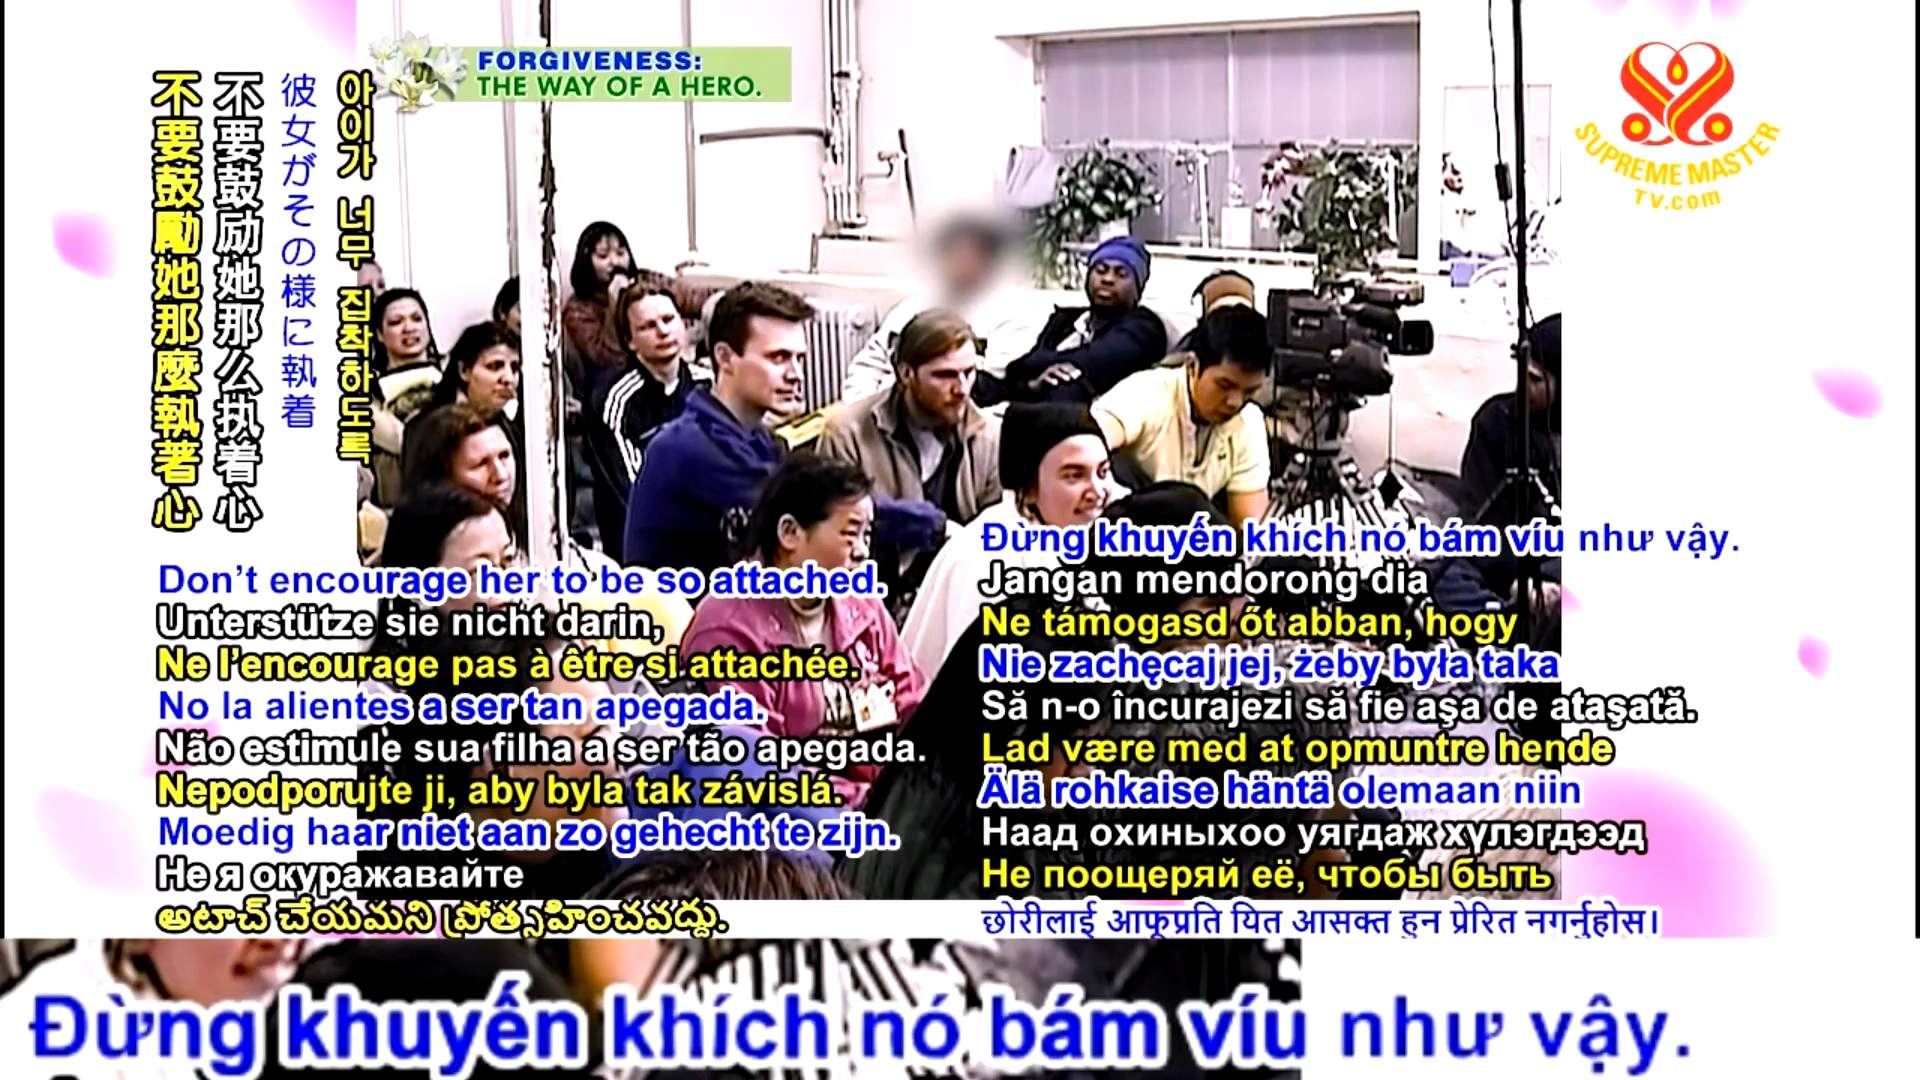 FORGIVENESS:
THE WAY OF A HERO.
SUPREME MASTER
TV.com
아이가 너무 집착하도록
彼女がその様に執着
不要鼓励她那么执着心
不要鼓勵她那麼執著心
Don't encourage her to be so attached.
Unterstütze sie nicht darin,
Ne l'encourage pas à être si attachée.
No la alientes a ser tan apegada.
Não estimule sua filha a ser tão apegada.
Nepodporujte ji, aby byla tak závislá.
Moedig haar niet aan zo gehecht te zijn.
Не я окуражавайте
అటాచ్ చేయమని ప్రోత్సహించవద్దు.
Đừng khuyến khích nó bám víu như vậy.
Jangan mendorong dia
Ne támogasd őt abban, hogy
Nie zachęcaj jej, żeby była taka
Să n-o încurajezi să fie aşa de ataşată.
Lad være med at opmuntre hende
Älä rohkaise häntä olemaan niin
Наад охиныхоо уягдаж хүлэгдээд
Не поощеряй её, чтобы быть
छोरीलाई आफूप्रति यित आसक्त हुन प्रेरित नगर्नुहोस।
Đừng khuyến khích nó bám víu như vậy.